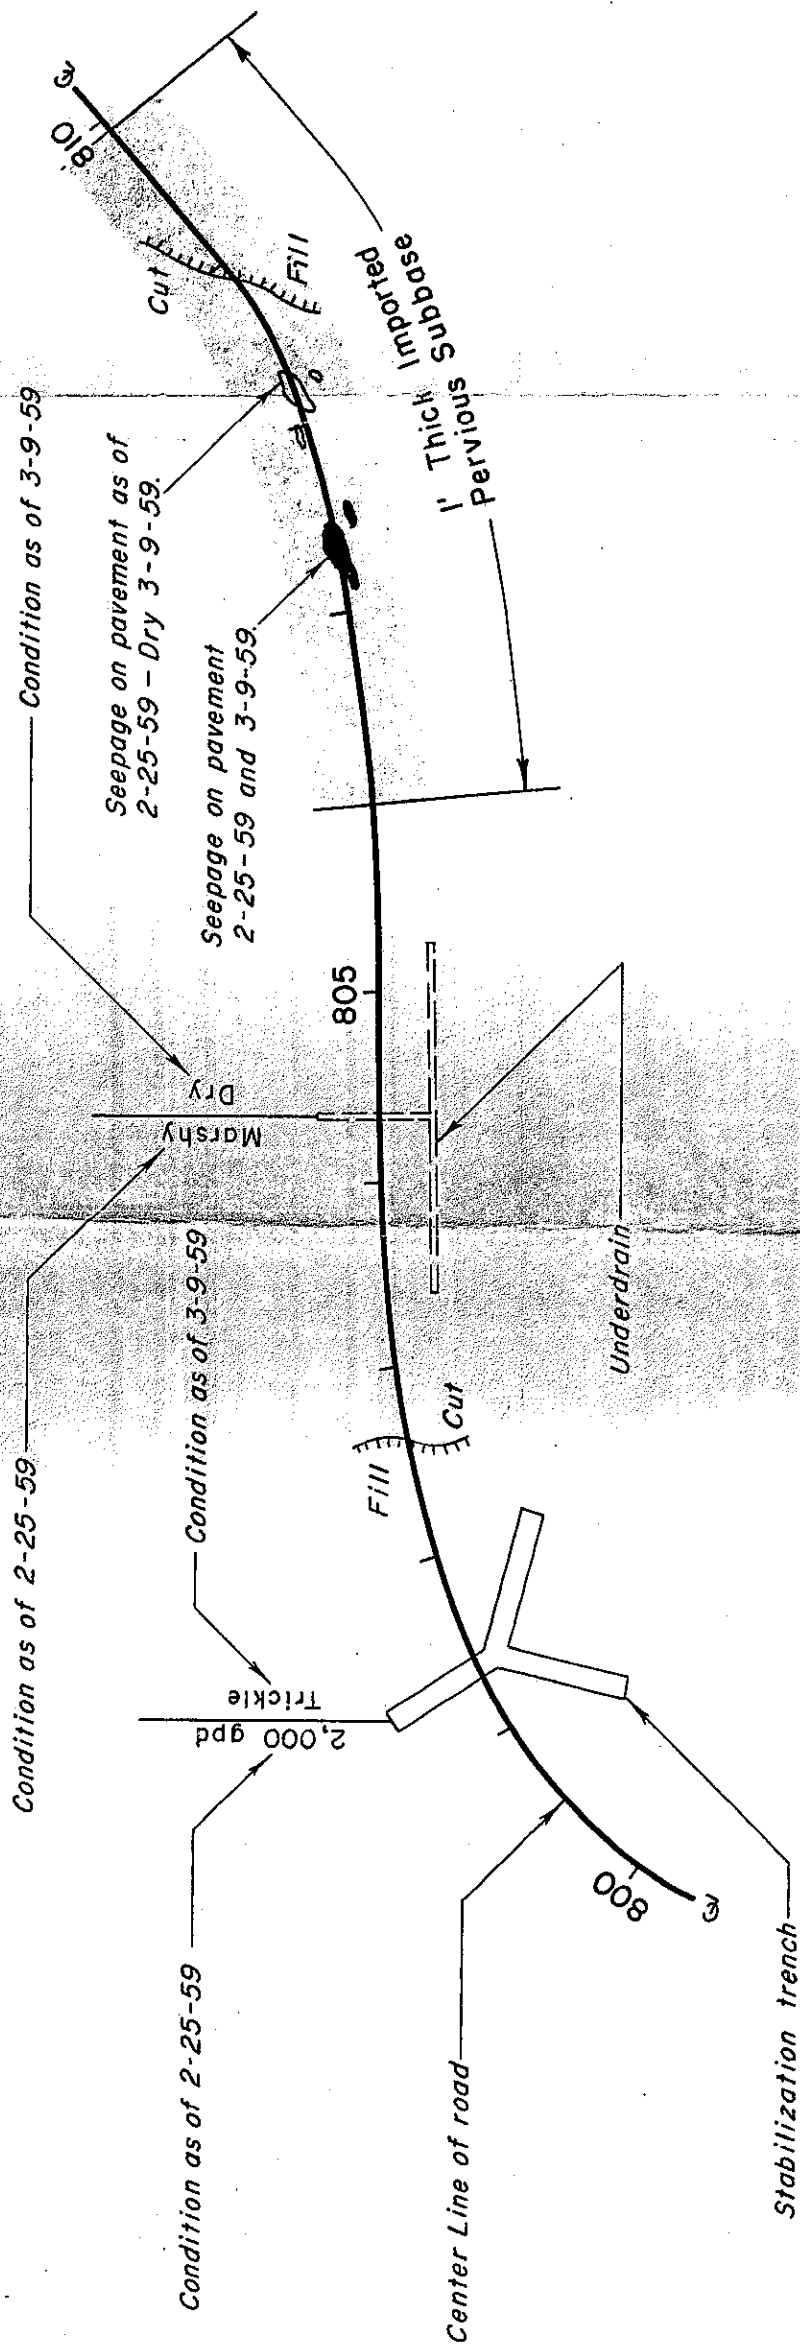 Condition as of 2-25-59
Condition as of 3-9-59
Marshy
Dry
Seepage on pavement as of
2-25-59 - Dry 3-9-59.
Seepage on pavement
2-25-59 and 3-9-59.
Condition as of 2-25-59
Condition as of 3-9-59
2,000 gpd
Trickle
Fill
Cut
Cut
Fill
800
805
810
1' Thick Imported
Pervious Subbase
Center Line of road
Underdrain
Stabilization trench